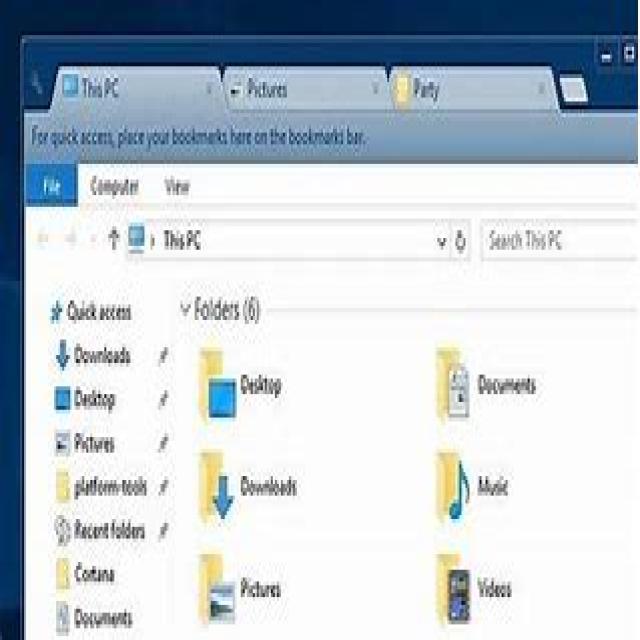 This PC Pictures Party
For quick access, place your bookmarks here on the bookmarks bar.
File Computer View
This PC Search This PC
Quick access
Downloads
Desktop
Pictures
platform-tools
Recent folders
Cortana
Documents
Folders (6)
Desktop Documents
Downloads Music
Pictures Videos